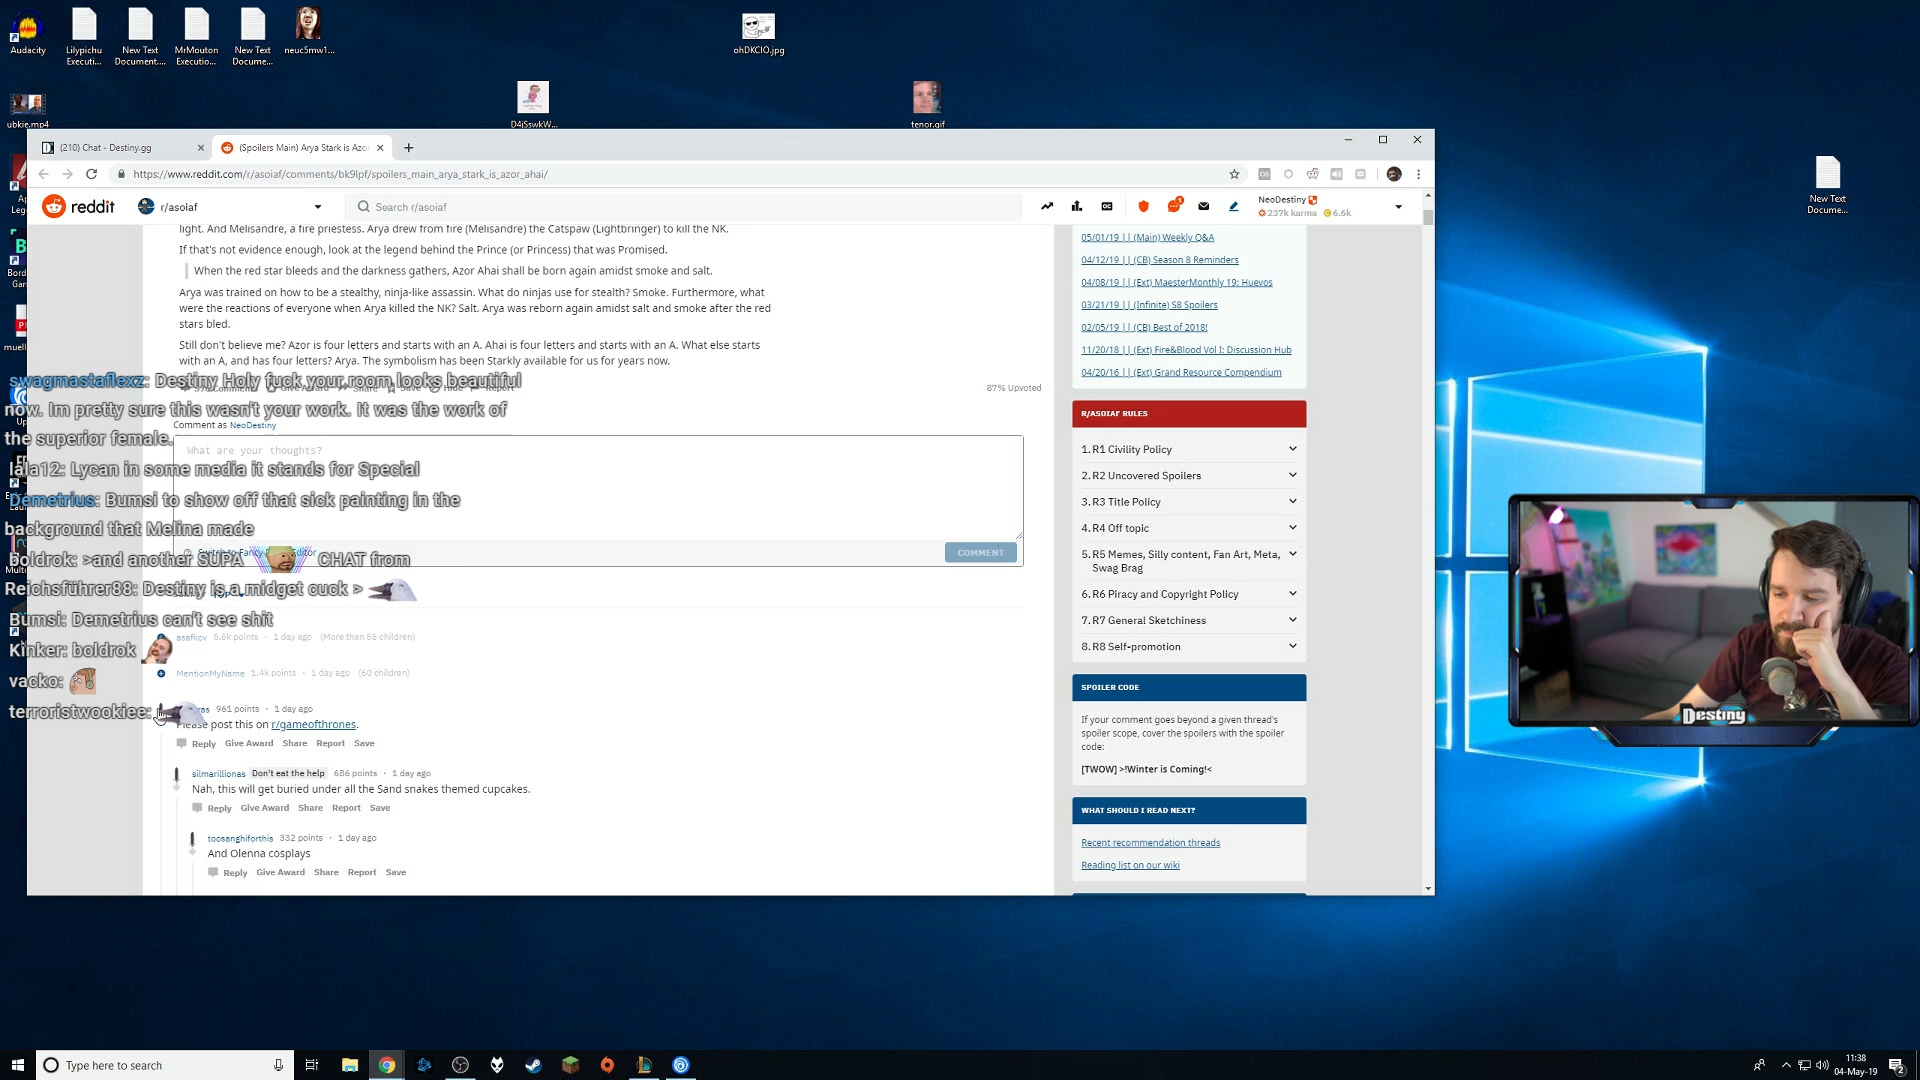 Audacity
Lilypichu Executi...
New Text Document....
MrMouton Executio...
New Text Docume...
neuc5mw1...
ohDKCIO.jpg
ubkie.mp4
D4jSswkW...
tenor.gif
New Text Docume...
(210) Chat - Destiny.gg
(Spoilers Main) Arya Stark is Azo
https://www.reddit.com/r/asoiaf/comments/bk9lpf/spoilers_main_arya_stark_is_azor_ahai/
reddit
r/asoiaf
Search r/asoiaf
NeoDestiny
237k karma 6.6k
light. And Melisandre, a fire priestess. Arya drew from fire (Melisandre) the Catspaw (Lightbringer) to kill the NK.
If that's not evidence enough, look at the legend behind the Prince (or Princess) that was Promised.
When the red star bleeds and the darkness gathers, Azor Ahai shall be born again amidst smoke and salt.
Arya was trained on how to be a stealthy, ninja-like assassin. What do ninjas use for stealth? Smoke. Furthermore, what
were the reactions of everyone when Arya killed the NK? Salt. Arya was reborn again amidst salt and smoke after the red
stars bled.
Still don't believe me? Azor is four letters and starts with an A. Ahai is four letters and starts with an A. What else starts
with an A, and has four letters? Arya. The symbolism has been Starkly available for us for years now.
87% Upvoted
Comment as NeoDestiny
What are your thoughts?
COMMENT
swagmastaflexz: Destiny Holy fuck your room looks beautiful
now. Im pretty sure this wasn't your work. It was the work of
the superior female.
lala12: Lycan in some media it stands for Special
Demetrius: Bumsi to show off that sick painting in the
background that Melina made
boldrok: >and another SUPA CHAT from
Reichsführer88: Destiny is a midget cuck >
Bumsi: Demetrius can't see shit
Kinker: boldrok
vacko:
terroristwookiee:
asafkov 5.6k points · 1 day ago (More than 55 children)
MentionMyName 1.4k points · 1 day ago (60 children)
961 points · 1 day ago
post this on r/gameofthrones.
Reply Give Award Share Report Save
silmarillionas Don't eat the help 686 points · 1 day ago
Nah, this will get buried under all the Sand snakes themed cupcakes.
Reply Give Award Share Report Save
toosanghiforthis 332 points · 1 day ago
And Olenna cosplays
Reply Give Award Share Report Save
05/01/19 || (Main) Weekly Q&A
04/12/19 || (CB) Season 8 Reminders
04/08/19 || (Ext) MaesterMonthly 19: Huevos
03/21/19 || (Infinite) S8 Spoilers
02/05/19 || (CB) Best of 2018!
11/20/18 || (Ext) Fire&Blood Vol I: Discussion Hub
04/20/16 || (Ext) Grand Resource Compendium
R/ASOIAF RULES
1. R1 Civility Policy
2. R2 Uncovered Spoilers
3. R3 Title Policy
4. R4 Off topic
5. R5 Memes, Silly content, Fan Art, Meta,
Swag Brag
6. R6 Piracy and Copyright Policy
7. R7 General Sketchiness
8. R8 Self-promotion
SPOILER CODE
If your comment goes beyond a given thread's
spoiler scope, cover the spoilers with the spoiler
code:
[TWOW] >!Winter is Coming!<
WHAT SHOULD I READ NEXT?
Recent recommendation threads
Reading list on our wiki
Destiny
Type here to search
11:38
04-May-19